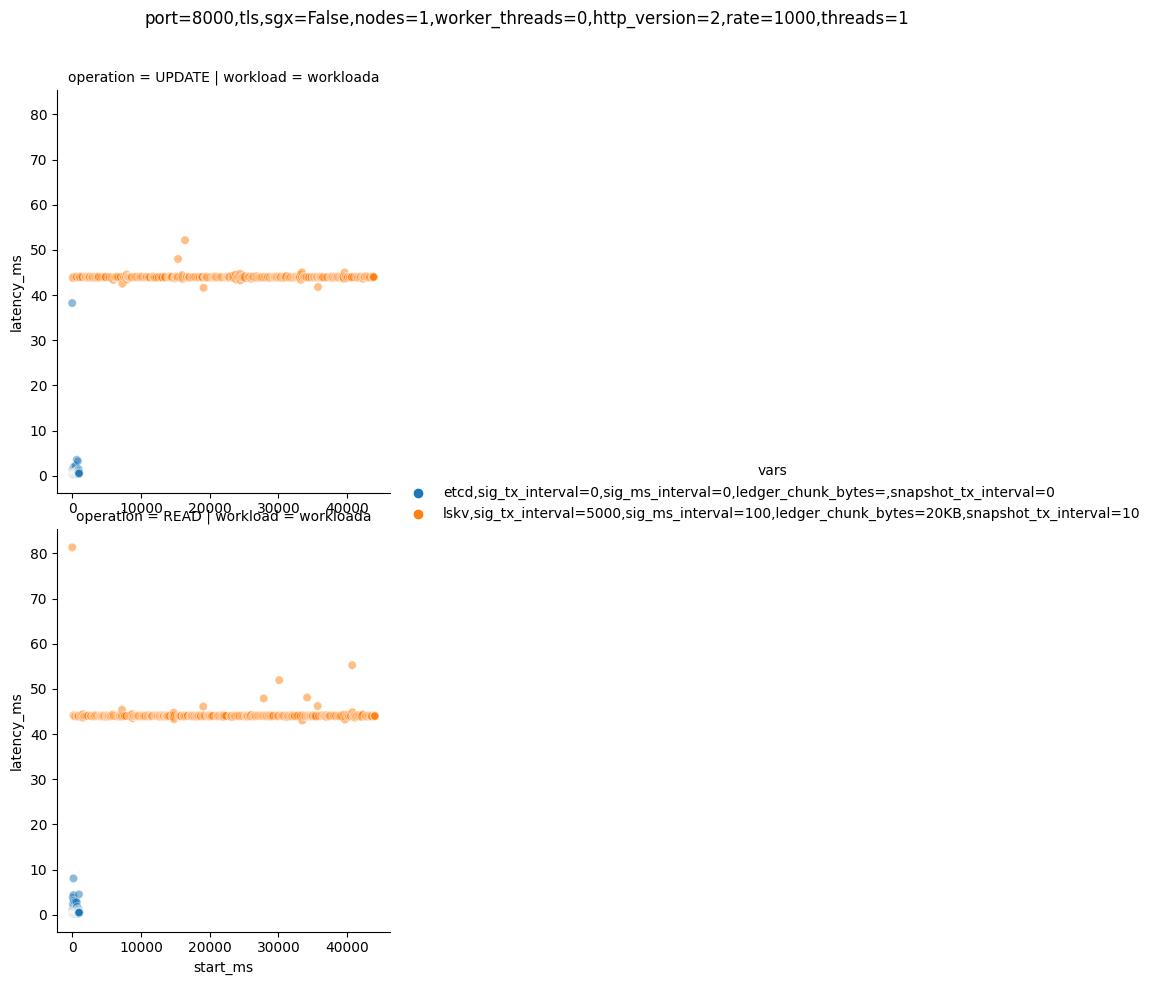 port=8000,tls,sgx=False,nodes=1,worker_threads=0,http_version=2,rate=1000,threads=1
operation = UPDATE | workload = workloada
80
70
60
50
40
30
20
10
0
latency_ms
0 10000 20000 30000 40000
vars
etcd,sig_tx_interval=0,sig_ms_interval=0,ledger_chunk_bytes=,snapshot_tx_interval=0
lskv,sig_tx_interval=5000,sig_ms_interval=100,ledger_chunk_bytes=20KB,snapshot_tx_interval=10
operation = READ | workload = workloada
80
70
60
50
40
30
20
10
0
latency_ms
0 10000 20000 30000 40000
start_ms